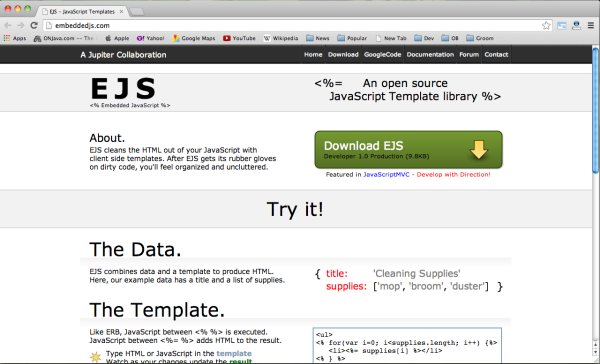 EJS - JavaScript Templates
embeddedjs.com
Apps ONJava.com -- The Apple Yahoo! Google Maps YouTube Wikipedia News Popular New Tab Dev OB Groom
A Jupiter Collaboration Home Download GoogleCode Documentation Forum Contact
EJS
<% Embedded JavaScript %>
<%= An open source
JavaScript Template library %>
About.
EJS cleans the HTML out of your JavaScript with
client side templates. After EJS gets its rubber gloves
on dirty code, you'll feel organized and uncluttered.
Download EJS
Developer 1.0 Production (9.8KB)
Featured in JavaScriptMVC - Develop with Direction!
Try it!
The Data.
EJS combines data and a template to produce HTML.
Here, our example data has a title and a list of supplies.
{ title: 'Cleaning Supplies'
supplies: ['mop', 'broom', 'duster'] }
The Template.
Like ERB, JavaScript between <% %> is executed.
JavaScript between <%= %> adds HTML to the result.
Type HTML or JavaScript in the template
Watch as your changes update the result
<ul>
<% for(var i=0; i<supplies.length; i++) {%>
<li><%= supplies[i] %></li>
<% } %>